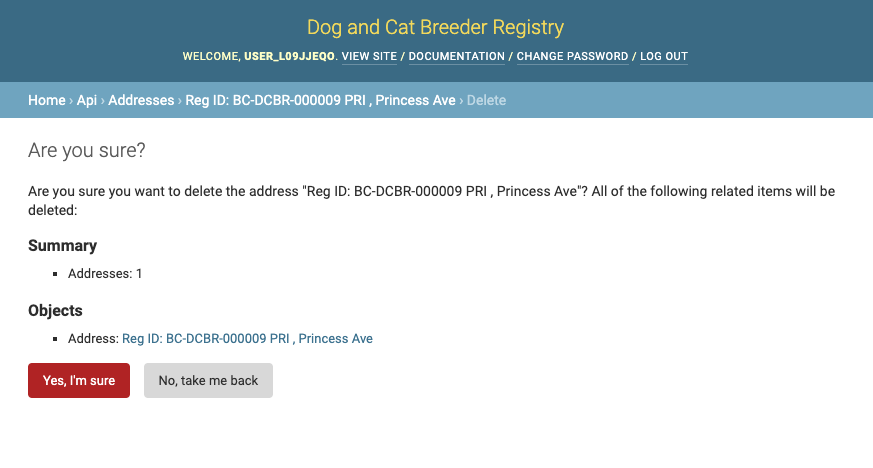 Dog and Cat Breeder Registry
WELCOME, USER_L09JJEQO. VIEW SITE / DOCUMENTATION / CHANGE PASSWORD / LOG OUT
Home › Api › Addresses › Reg ID: BC-DCBR-000009 PRI , Princess Ave › Delete
Are you sure?
Are you sure you want to delete the address "Reg ID: BC-DCBR-000009 PRI , Princess Ave"? All of the following related items will be
deleted:
Summary
Addresses: 1
Objects
Address: Reg ID: BC-DCBR-000009 PRI , Princess Ave
Yes, I'm sure No, take me back